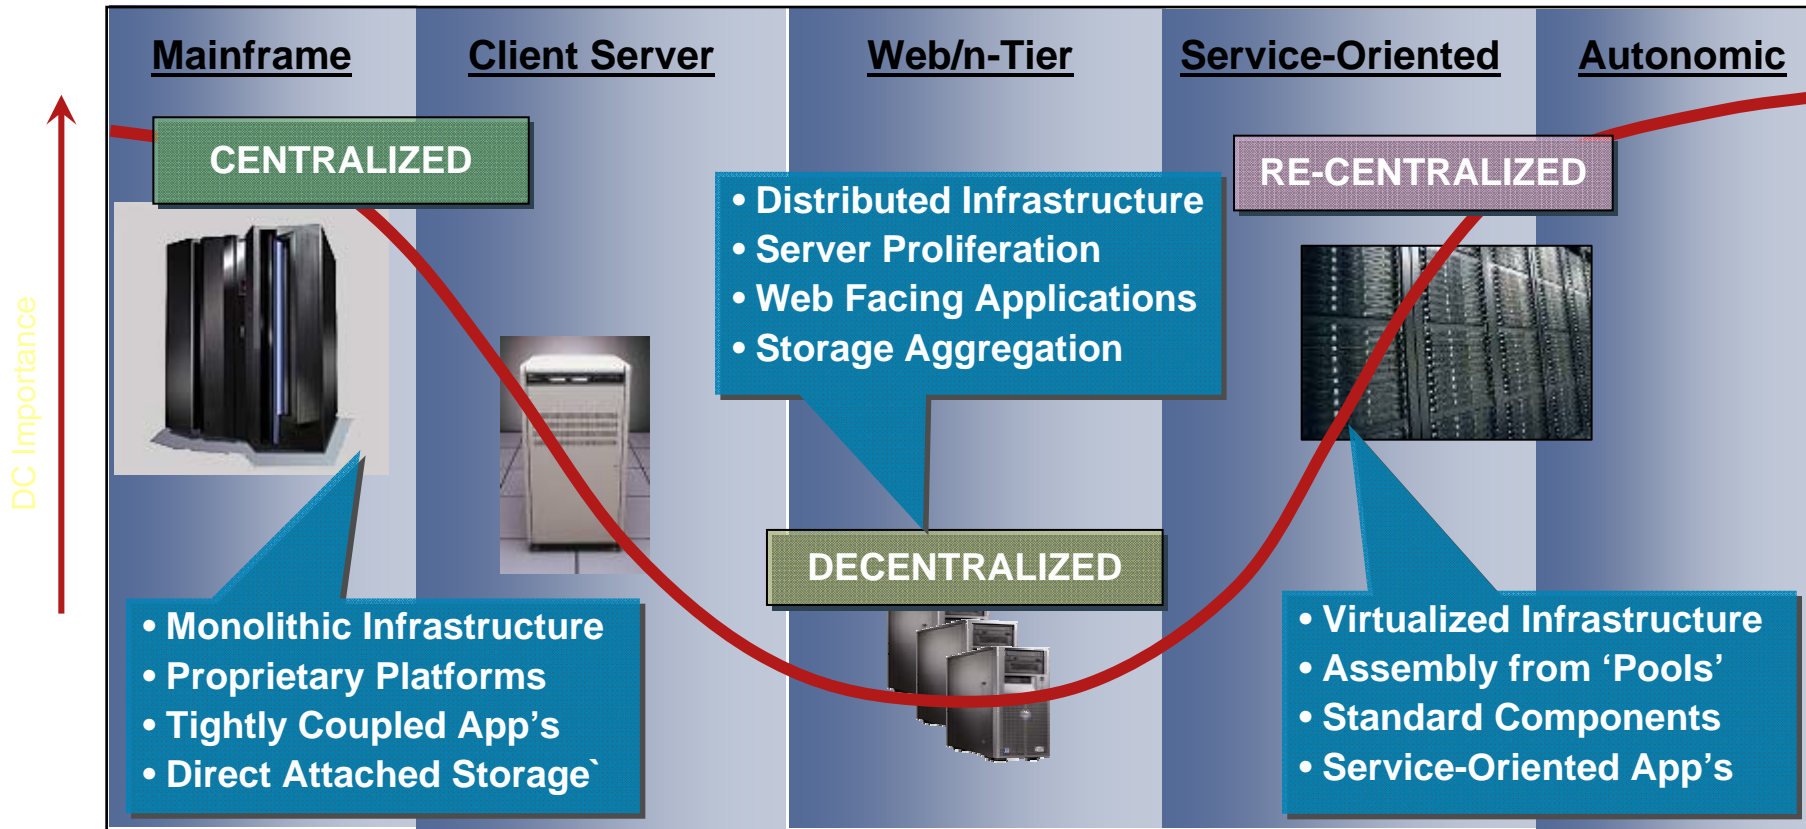 Mainframe
Client Server
Web/n-Tier
Service-Oriented
Autonomic
DC Importance
CENTRALIZED
RE-CENTRALIZED
DECENTRALIZED
• Monolithic Infrastructure
• Proprietary Platforms
• Tightly Coupled App’s
• Direct Attached Storage`
• Distributed Infrastructure
• Server Proliferation
• Web Facing Applications
• Storage Aggregation
• Virtualized Infrastructure
• Assembly from ‘Pools’
• Standard Components
• Service-Oriented App’s